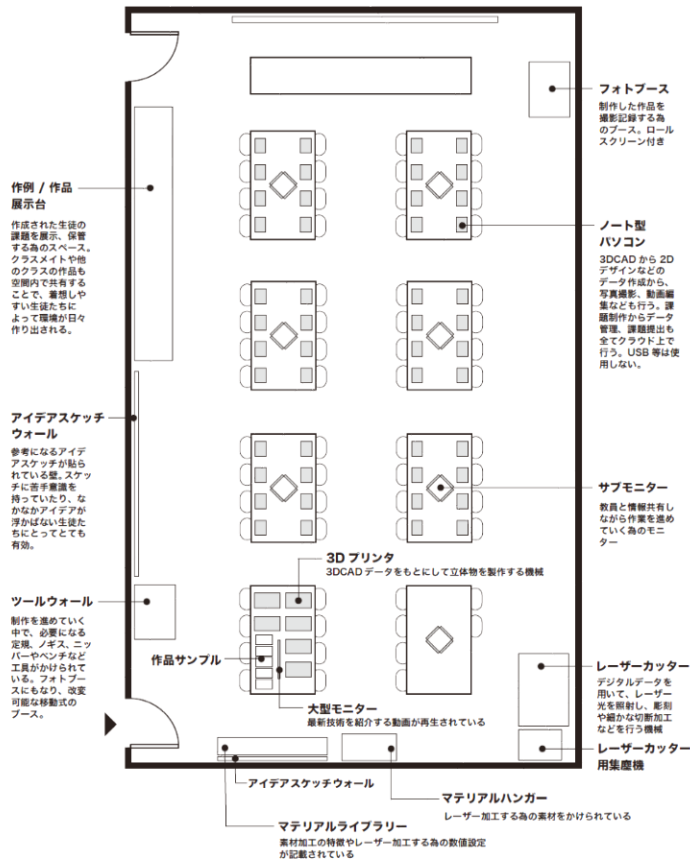 フォトブース
制作した作品を
撮影記録する為
のブース。ロール
スクリーン付き
作例 / 作品
展示台
作成された生徒の
課題を展示、保管
する為のスペース。
クラスメイトや他
のクラスの作品も
空間内で共有する
ことで、着想しや
すい生徒たちに
よって環境が日々
作り出される。
ノート型
パソコン
3DCAD から 2D
デザインなどの
データ作成から、
写真撮影、動画編
集なども行う。課
題制作からデータ
管理、課題提出も
全てクラウド上で
行う。USB 等は使
用しない。
アイデアスケッチ
ウォール
参考になるアイデ
アスケッチが貼ら
れている壁。スケッ
チに苦手意識を
持っていたり、な
かなかアイデアが
浮かばない生徒た
ちにとってとても
有効。
サブモニター
教員と情報共有し
ながら作業を進め
ていく為のモニ
ター
3D プリンタ
3DCAD データをもとにして立体物を製作する機械
ツールウォール
制作を進めていく
中で、必要になる
定規、ノギス、ニッ
パーやペンチなど
工具がかけられて
いる。フォトブー
スにもなり、改変
可能な移動式の
ブース。
作品サンプル
大型モニター
最新技術を紹介する動画が再生されている
レーザーカッター
デジタルデータを
用いて、レーザー
光を照射し、彫刻
や細かな切断加工
などを行う機械
レーザーカッター
用集塵機
アイデアスケッチウォール
マテリアルハンガー
レーザー加工する為の素材をかけられている
マテリアルライブラリー
素材加工の特徴やレーザー加工する為の数値設定
が記載されている